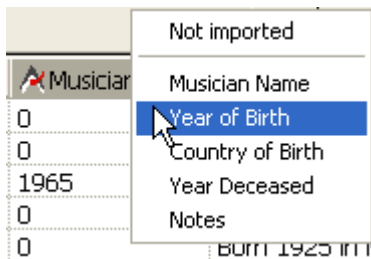 Not imported
Musician
Musician Name
0
Year of Birth
0
Country of Birth
1965
Year Deceased
0
Notes
0
Born 1925 in